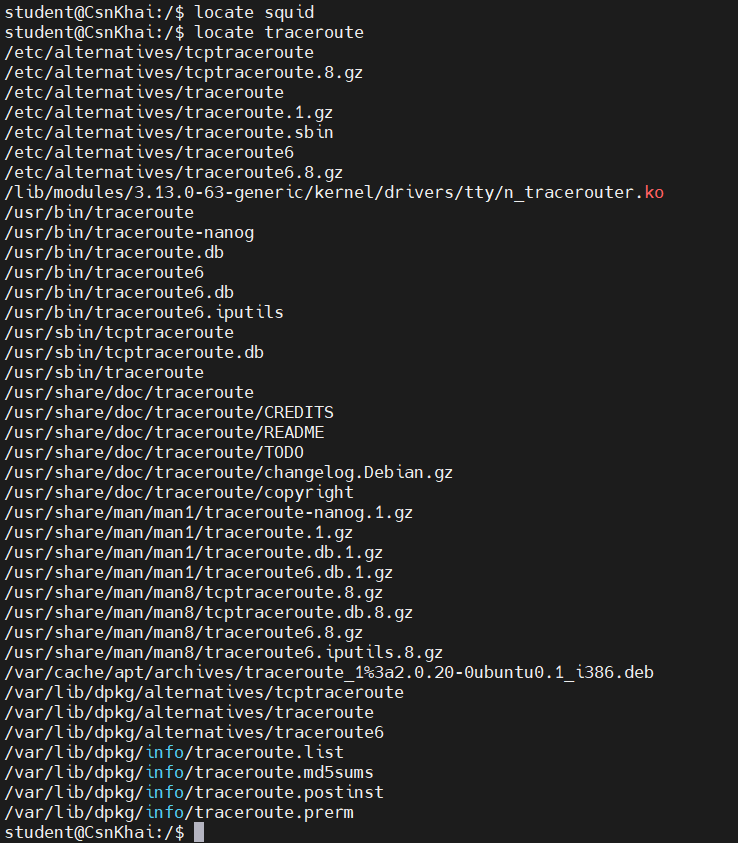 student@CsnKhai:/$ locate squid
student@CsnKhai:/$ locate traceroute
/etc/alternatives/tcptraceroute
/etc/alternatives/tcptraceroute.8.gz
/etc/alternatives/traceroute
/etc/alternatives/traceroute.1.gz
/etc/alternatives/traceroute.sbin
/etc/alternatives/traceroute6
/etc/alternatives/traceroute6.8.gz
/lib/modules/3.13.0-63-generic/kernel/drivers/tty/n_tracerouter.ko
/usr/bin/traceroute
/usr/bin/traceroute-nanog
/usr/bin/traceroute.db
/usr/bin/traceroute6
/usr/bin/traceroute6.db
/usr/bin/traceroute6.iputils
/usr/sbin/tcptraceroute
/usr/sbin/tcptraceroute.db
/usr/sbin/traceroute
/usr/share/doc/traceroute
/usr/share/doc/traceroute/CREDITS
/usr/share/doc/traceroute/README
/usr/share/doc/traceroute/TODO
/usr/share/doc/traceroute/changelog.Debian.gz
/usr/share/doc/traceroute/copyright
/usr/share/man/man1/traceroute-nanog.1.gz
/usr/share/man/man1/traceroute.1.gz
/usr/share/man/man1/traceroute.db.1.gz
/usr/share/man/man1/traceroute6.db.1.gz
/usr/share/man/man8/tcptraceroute.8.gz
/usr/share/man/man8/tcptraceroute.db.8.gz
/usr/share/man/man8/traceroute6.8.gz
/usr/share/man/man8/traceroute6.iputils.8.gz
/var/cache/apt/archives/traceroute_1%3a2.0.20-0ubuntu0.1_i386.deb
/var/lib/dpkg/alternatives/tcptraceroute
/var/lib/dpkg/alternatives/traceroute
/var/lib/dpkg/alternatives/traceroute6
/var/lib/dpkg/info/traceroute.list
/var/lib/dpkg/info/traceroute.md5sums
/var/lib/dpkg/info/traceroute.postinst
/var/lib/dpkg/info/traceroute.prerm
student@CsnKhai:/$